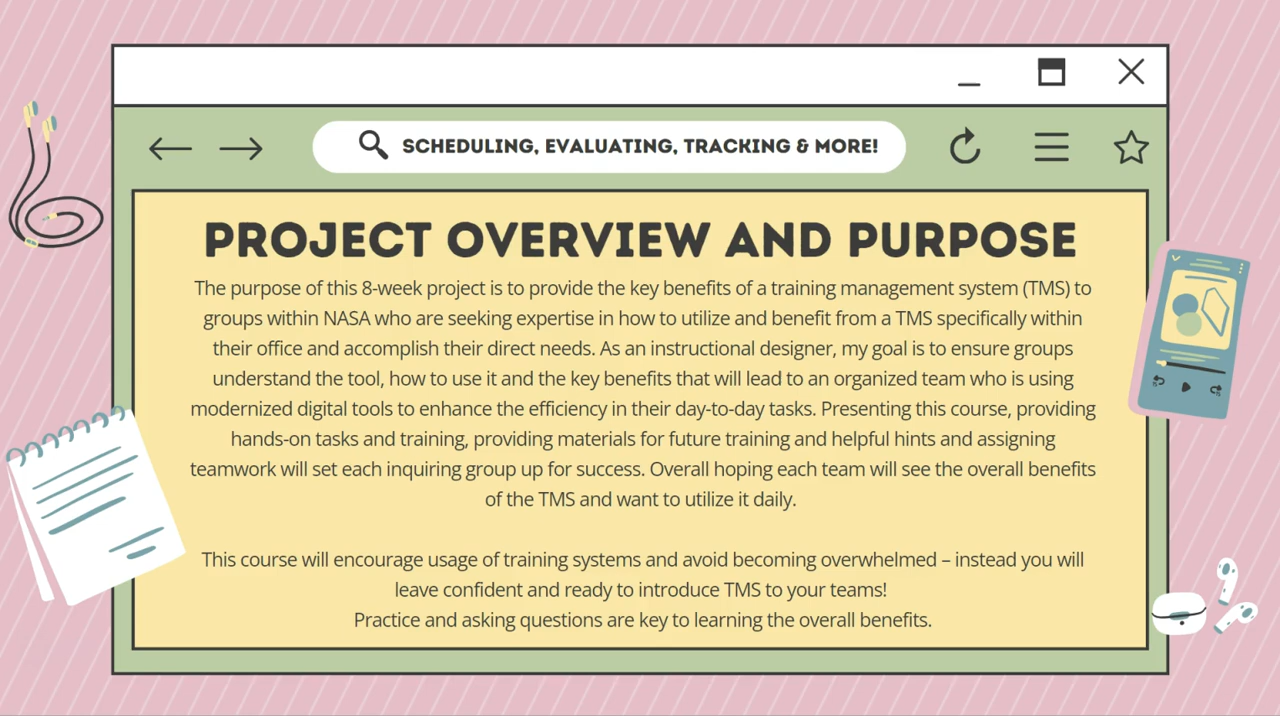 SCHEDULING, EVALUATING, TRACKING & MORE!
PROJECT OVERVIEW AND PURPOSE
The purpose of this 8-week project is to provide the key benefits of a training management system (TMS) to
groups within NASA who are seeking expertise in how to utilize and benefit from a TMS specifically within
their office and accomplish their direct needs. As an instructional designer, my goal is to ensure groups
understand the tool, how to use it and the key benefits that will lead to an organized team who is using
modernized digital tools to enhance the efficiency in their day-to-day tasks. Presenting this course, providing
hands-on tasks and training, providing materials for future training and helpful hints and assigning
teamwork will set each inquiring group up for success. Overall hoping each team will see the overall benefits
of the TMS and want to utilize it daily.
This course will encourage usage of training systems and avoid becoming overwhelmed – instead you will
leave confident and ready to introduce TMS to your teams!
Practice and asking questions are key to learning the overall benefits.